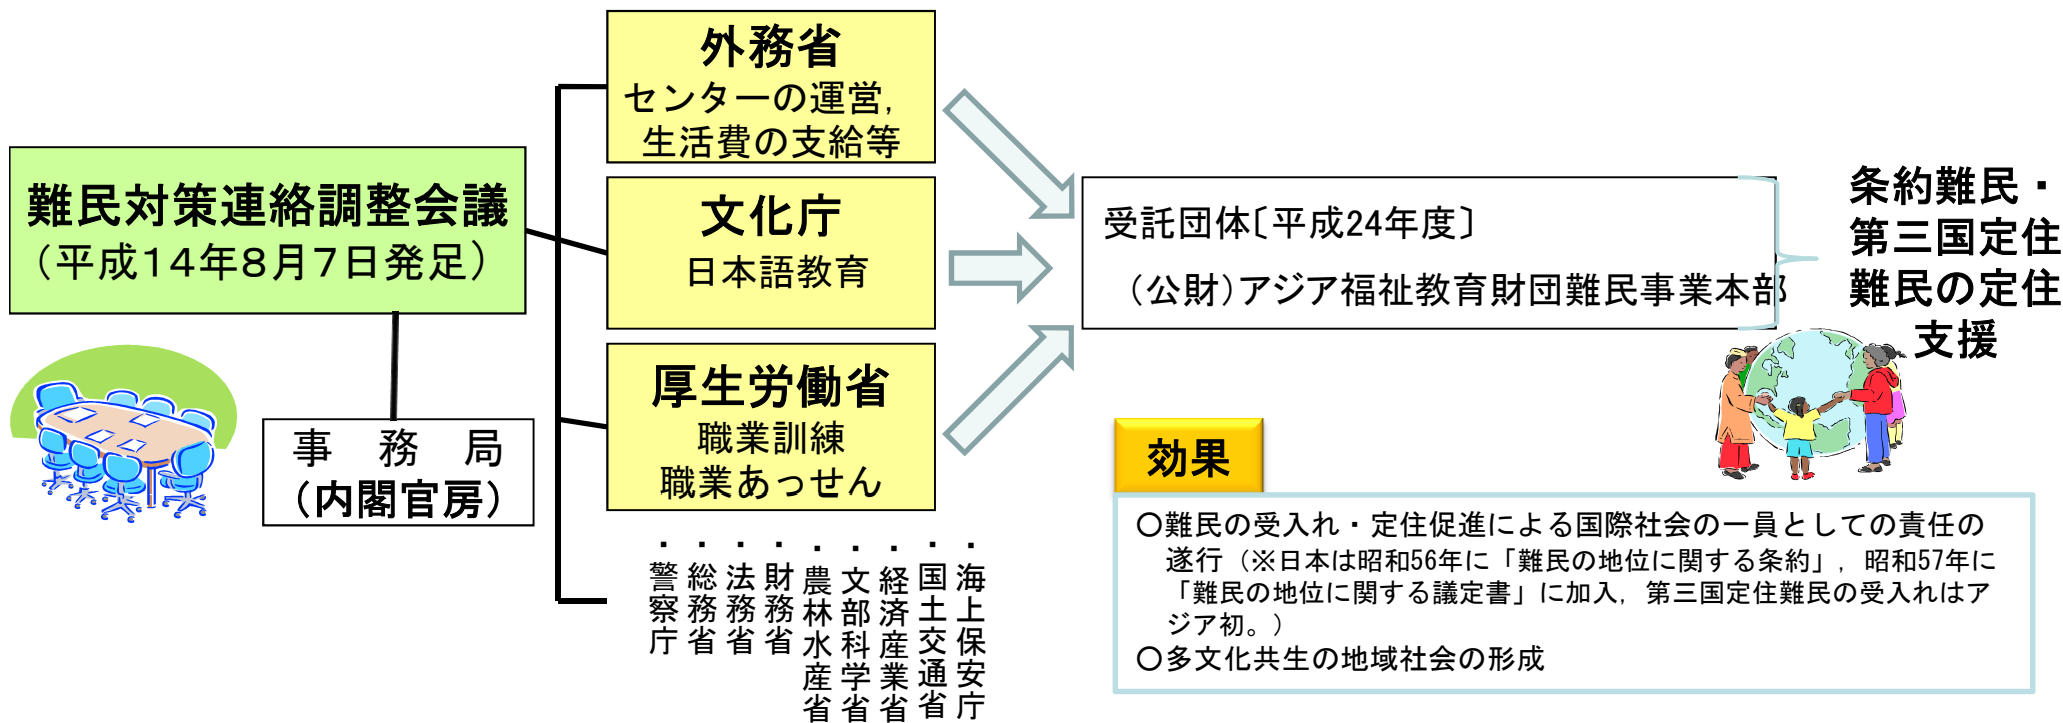 難民対策連絡調整会議
（平成１４年８月７日発足）
事　務　局
（内閣官房）
外務省
センターの運営，
生活費の支給等
文化庁
日本語教育
厚生労働省
職業訓練
職業あっせん
・警察庁
・総務省
・法務省
・財務省
・農林水産省
・文部科学省
・経済産業省
・国土交通省
・海上保安庁
受託団体〔平成24年度〕
（公財）アジア福祉教育財団難民事業本部
条約難民・
第三国定住
難民の定住
支援
効果
○難民の受入れ・定住促進による国際社会の一員としての責任の
遂行（※日本は昭和56年に「難民の地位に関する条約」，昭和57年に
「難民の地位に関する議定書」に加入，第三国定住難民の受入れはア
ジア初。）
○多文化共生の地域社会の形成